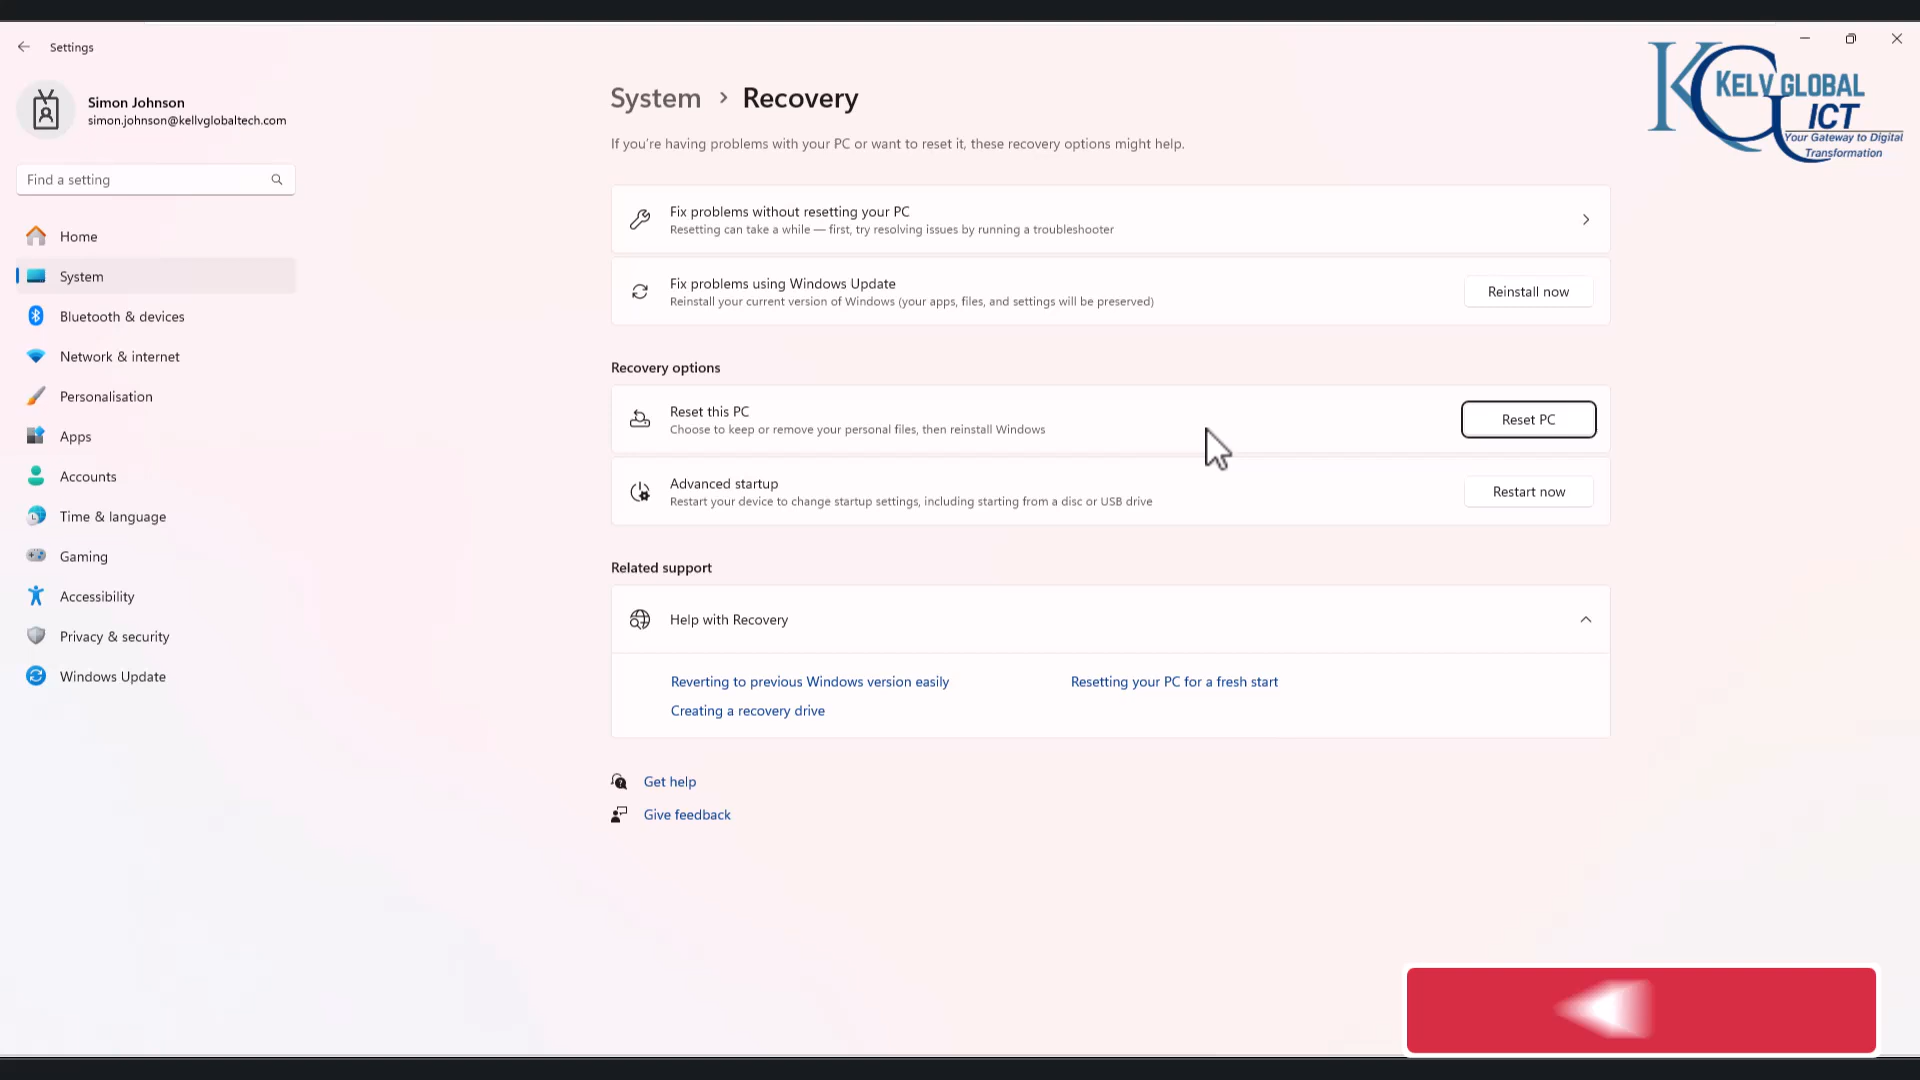 Settings
Simon Johnson
simon.johnson@kellvglobaltech.com
Find a setting
Home
System
Bluetooth & devices
Network & internet
Personalisation
Apps
Accounts
Time & language
Gaming
Accessibility
Privacy & security
Windows Update
System > Recovery
If you're having problems with your PC or want to reset it, these recovery options might help.
Fix problems without resetting your PC
Resetting can take a while — first, try resolving issues by running a troubleshooter
Fix problems using Windows Update
Reinstall your current version of Windows (your apps, files, and settings will be preserved)
Reinstall now
Recovery options
Reset this PC
Choose to keep or remove your personal files, then reinstall Windows
Reset PC
Advanced startup
Restart your device to change startup settings, including starting from a disc or USB drive
Restart now
Related support
Help with Recovery
Reverting to previous Windows version easily
Resetting your PC for a fresh start
Creating a recovery drive
Get help
Give feedback
KELV GLOBAL
ICT
Your Gateway to Digital
Transformation